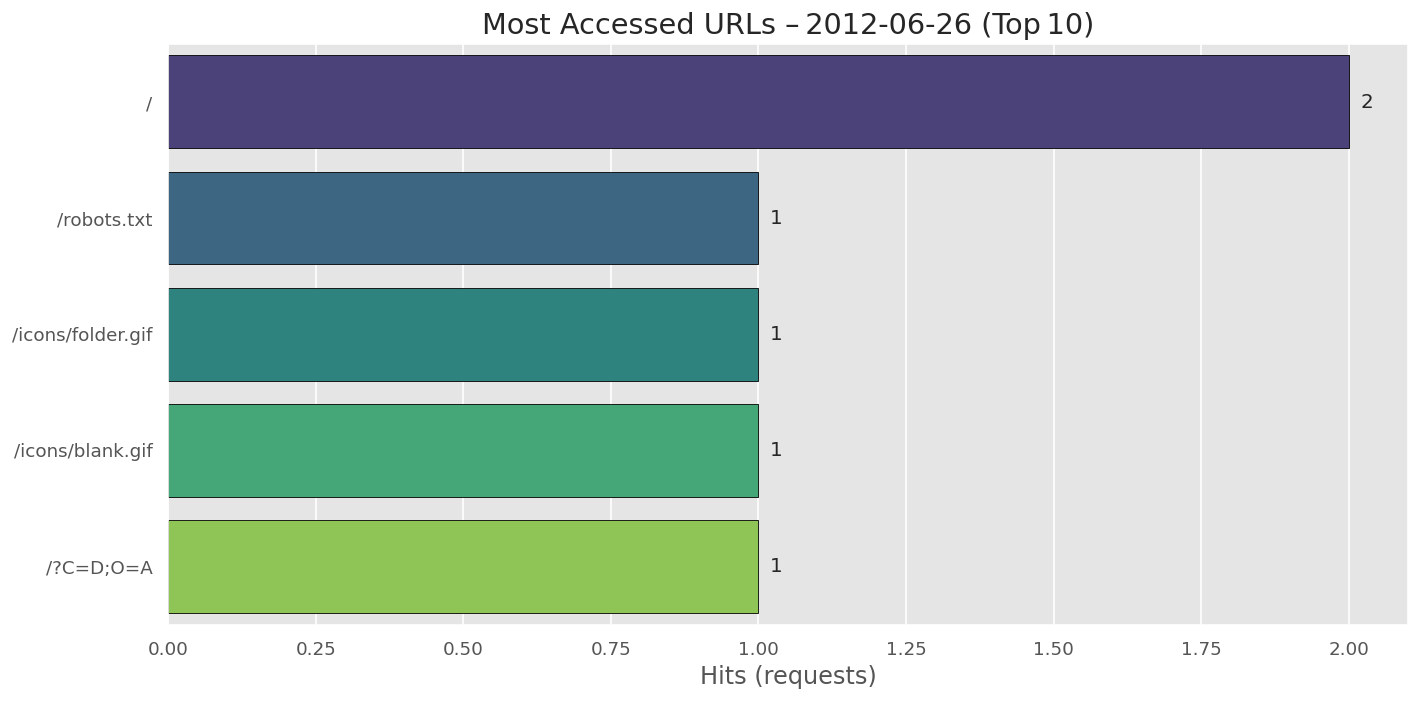 Most Accessed URLs – 2012-06-26 (Top 10)
/
2
/robots.txt
1
/icons/folder.gif
1
/icons/blank.gif
1
/?C=D;O=A
1
0.00 0.25 0.50 0.75 1.00 1.25 1.50 1.75 2.00
Hits (requests)